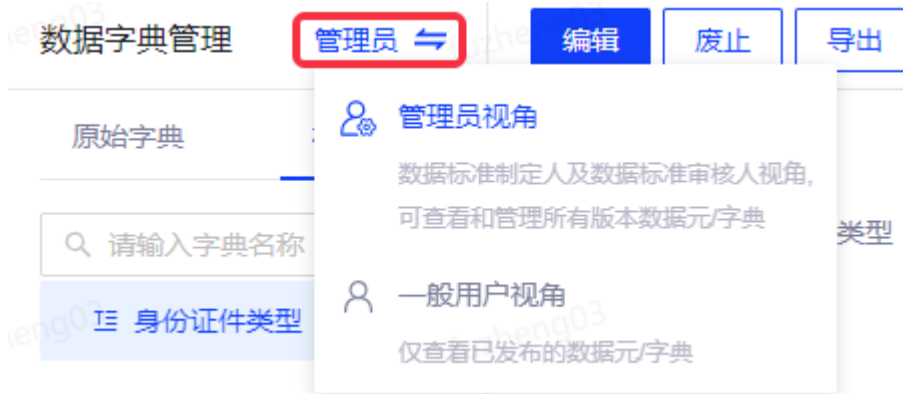 数据字典管理 管理员 编辑 废止 导出
原始字典
管理员视角
数据标准制定人及数据标准审核人视角,
可查看和管理所有版本数据元/字典
类型
请输入字典名称
身份证件类型
一般用户视角
仅查看已发布的数据元/字典